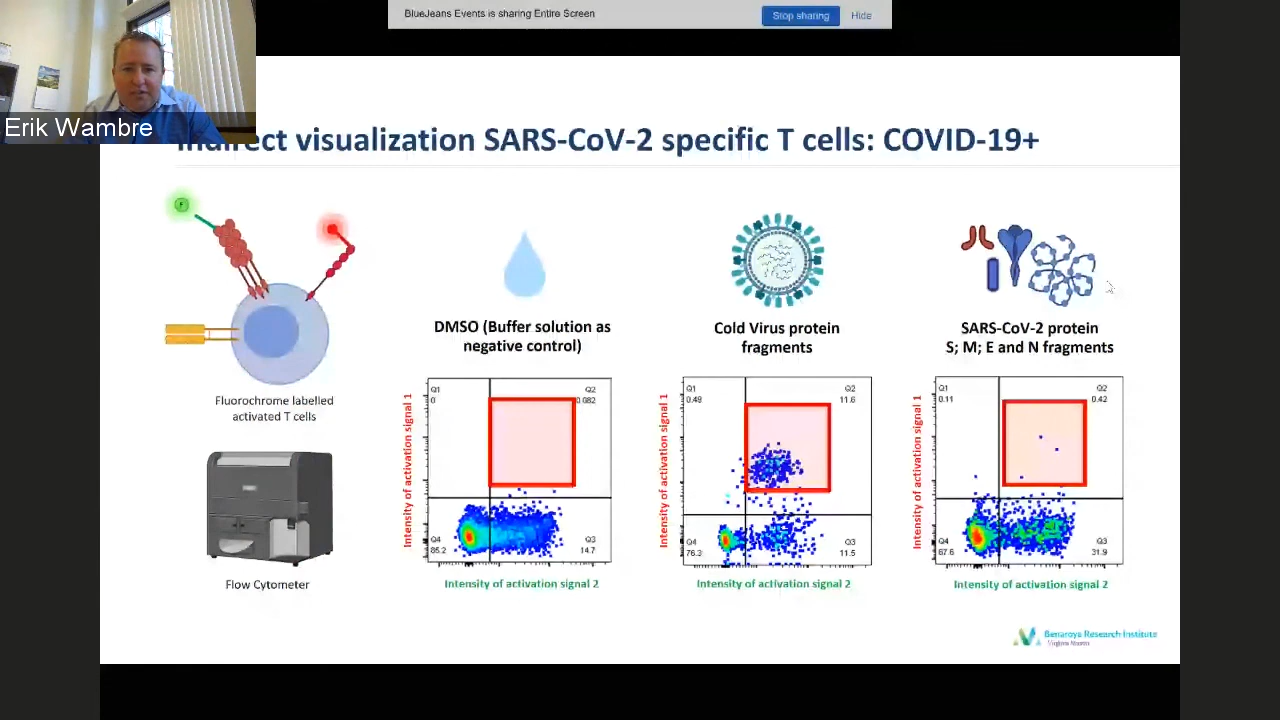 BlueJeans Events is sharing Entire Screen
Stop sharing
Hide
Erik Wambre
visualization SARS-CoV-2 specific T cells: COVID-19+
F
Fluorochrome labelled
activated T cells
Flow Cytometer
DMSO (Buffer solution as
negative control)
Intensity of activation signal 1
Q1
0
Q2
0.082
Q4
85.2
Q3
14.7
Intensity of activation signal 2
Cold Virus protein
fragments
Intensity of activation signal 1
Q1
0.49
Q2
11.6
Q4
76.3
Q3
11.5
Intensity of activation signal 2
SARS-CoV-2 protein
S; M; E and N fragments
Intensity of activation signal 1
Q1
0.11
Q2
0.42
Q4
67.6
Q3
31.9
Intensity of activation signal 2
Benaroya Research Institute
Virginia Mason